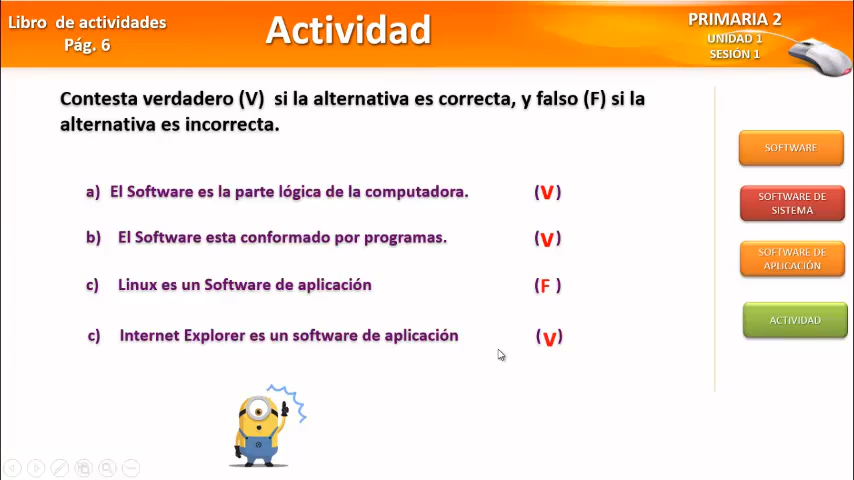 Libro de actividades
Pág. 6
Actividad
PRIMARIA 2
UNIDAD 1
SESIÓN 1
Contesta verdadero (V) si la alternativa es correcta, y falso (F) si la
alternativa es incorrecta.
a) El Software es la parte lógica de la computadora. (V)
b) El Software esta conformado por programas. (V)
c) Linux es un Software de aplicación (F )
c) Internet Explorer es un software de aplicación (V)
SOFTWARE
SOFTWARE DE
SISTEMA
SOFTWARE DE
APLICACIÓN
ACTIVIDAD